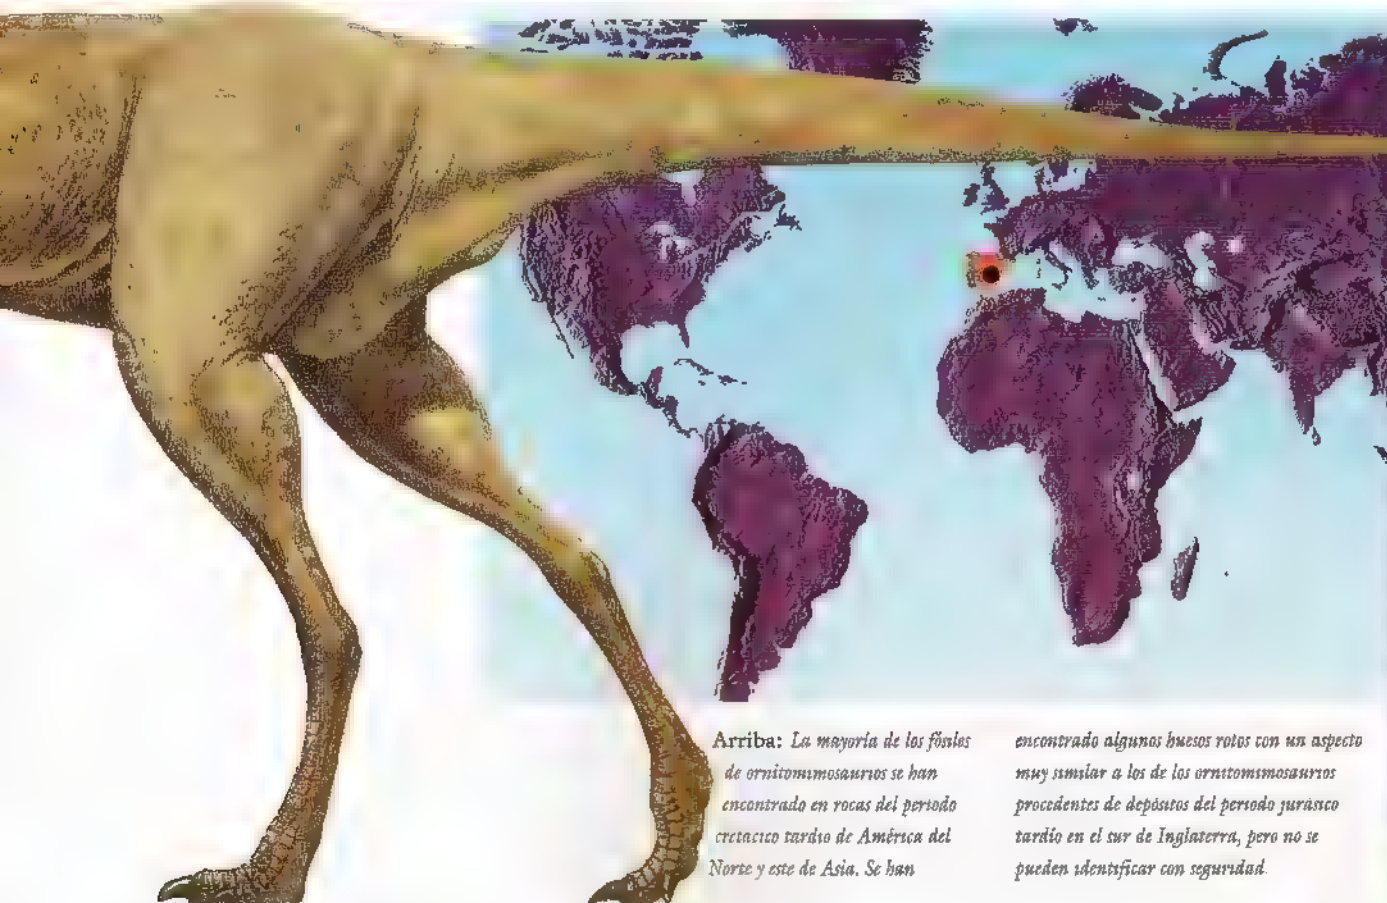 Arriba: La mayoría de los fósiles
de ornitomimosaurios se han
encontrado en rocas del periodo
cretácico tardío de América del
Norte y este de Asia. Se han
encontrado algunos huesos rotos con un aspecto
muy similar a los de los ornitomimosaurios
procedentes de depósitos del periodo jurásico
tardío en el sur de Inglaterra, pero no se
pueden identificar con seguridad.